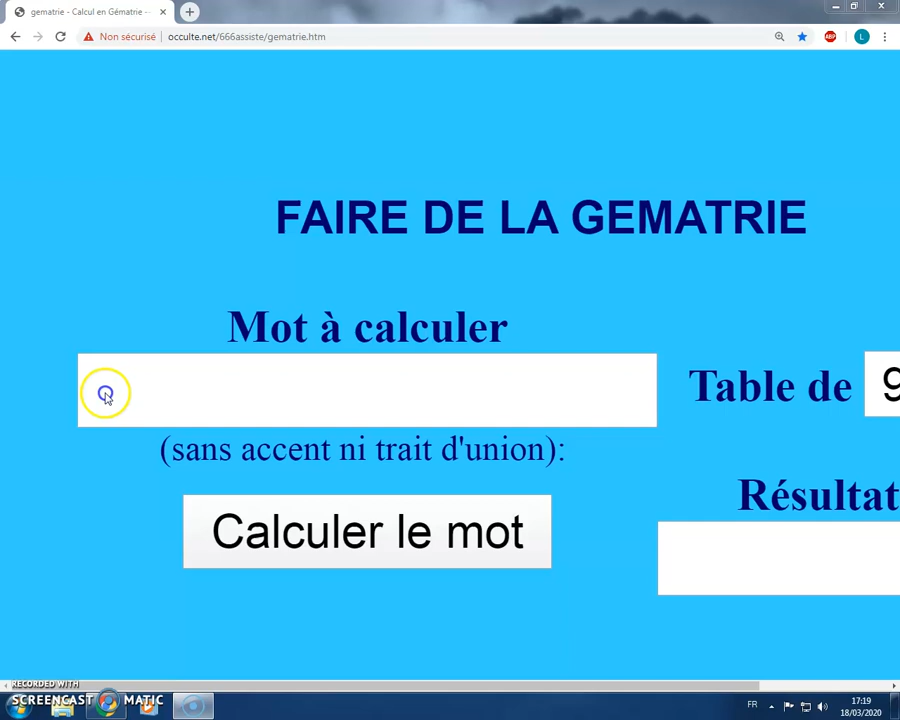 gematrie - Calcul en Gématrie -
Non sécurisé
occulte.net/666assiste/gematrie.htm
ABP
L
FAIRE DE LA GEMATRIE
Mot à calculer
Table de 9
(sans accent ni trait d'union):
Résultat
Calculer le mot
RECORDED WITH
SCREENCAST MATIC
FR
17:19
18/03/2020